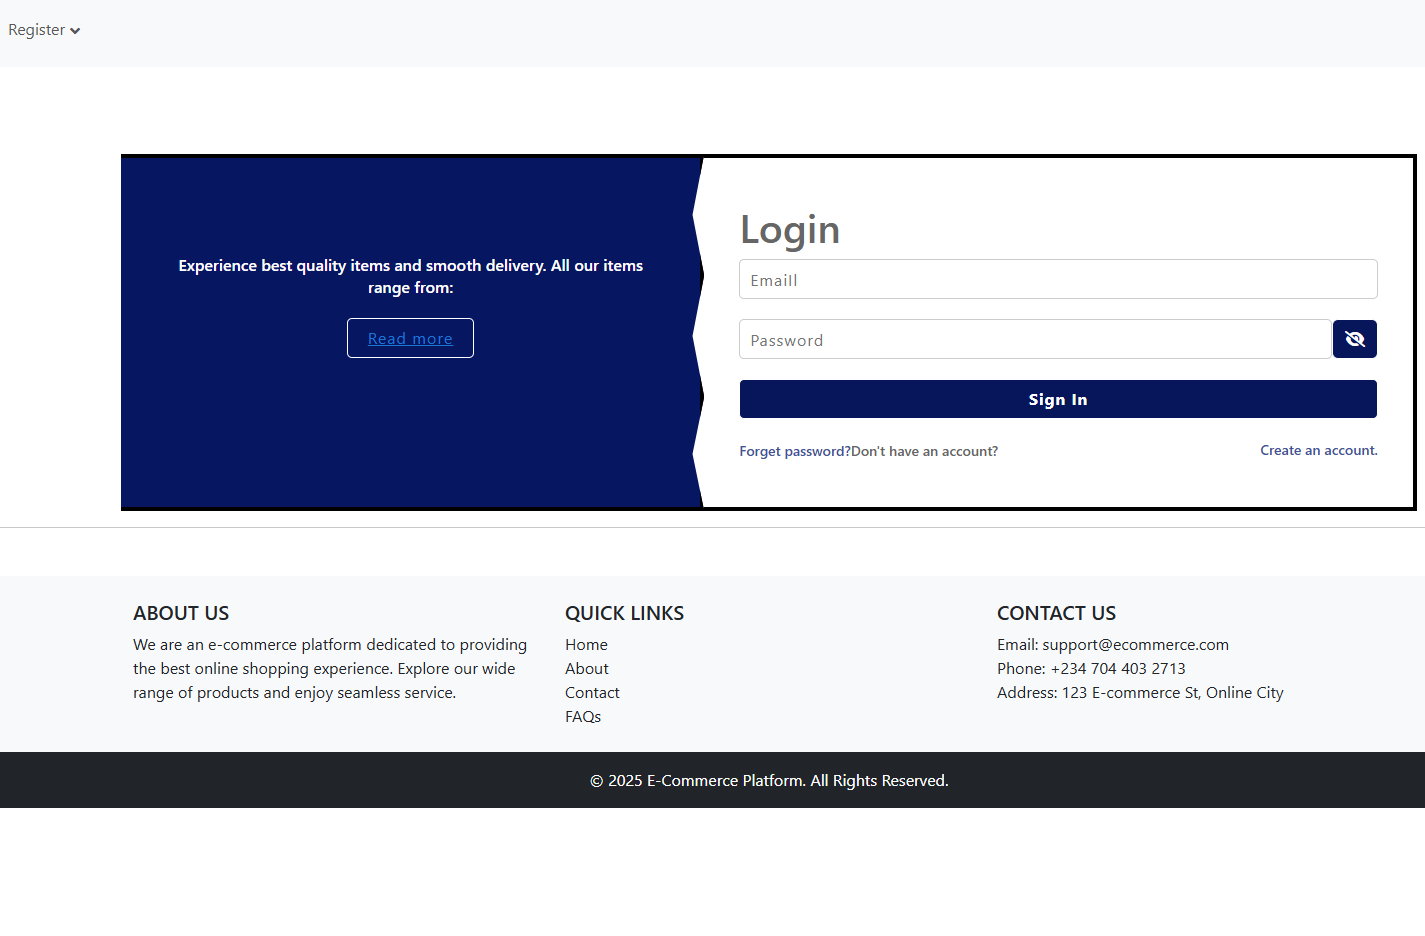 Register
Experience best quality items and smooth delivery. All our items
range from:
Read more
Login
Emaill
Password
Sign In
Forget password?Don't have an account?
Create an account.
ABOUT US
We are an e-commerce platform dedicated to providing
the best online shopping experience. Explore our wide
range of products and enjoy seamless service.
QUICK LINKS
Home
About
Contact
FAQs
CONTACT US
Email: support@ecommerce.com
Phone: +234 704 403 2713
Address: 123 E-commerce St, Online City
© 2025 E-Commerce Platform. All Rights Reserved.